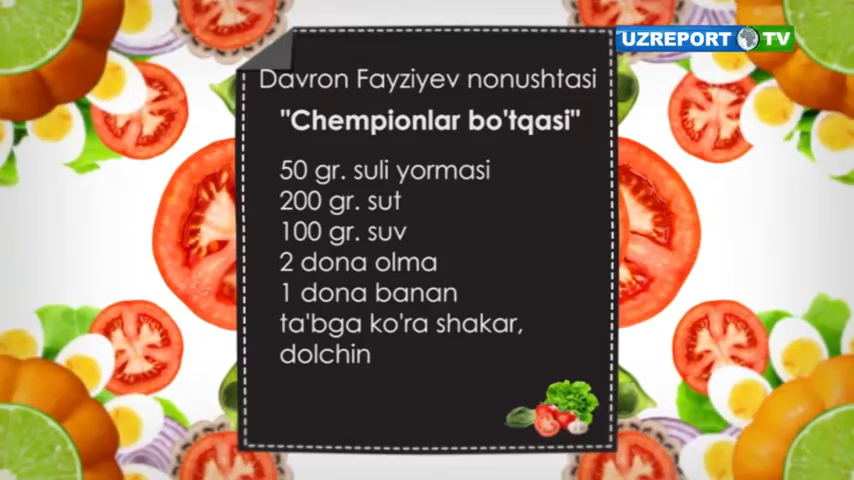 UZREPORT TV
Davron Fayziyev nonushtasi
"Chempionlar bo'tqasi"
50 gr. suli yormasi
200 gr. sut
100 gr. suv
2 dona olma
1 dona banan
ta'bga ko'ra shakar,
dolchin